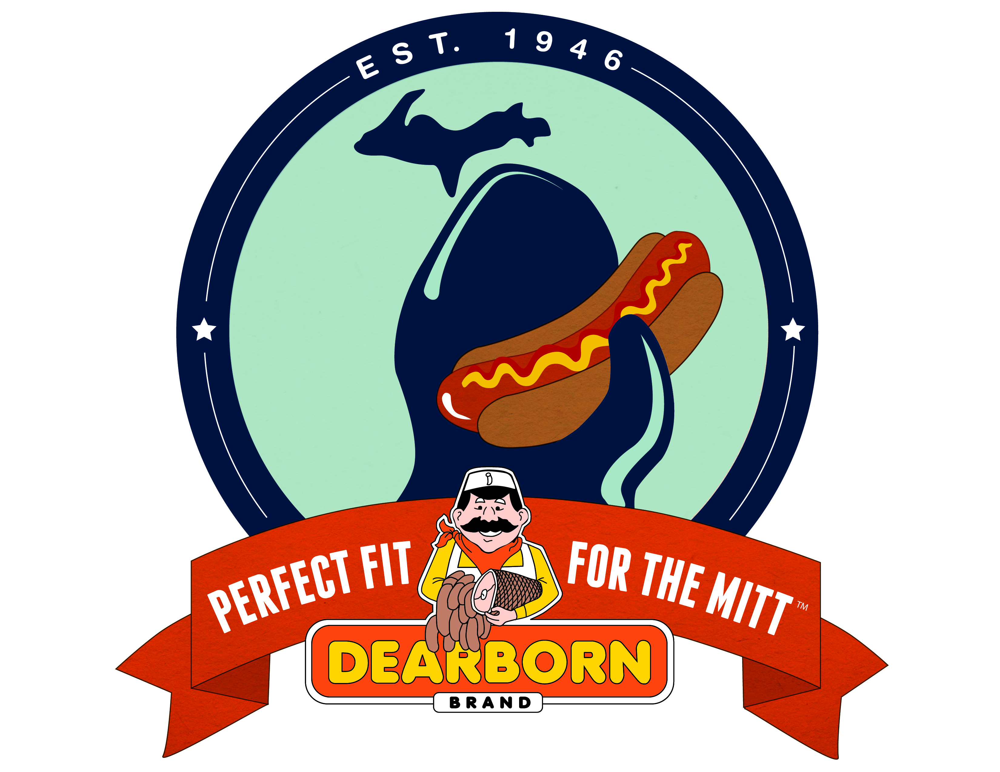 EST. 1946
PERFECT FIT FOR THE MITT™
DEARBORN
BRAND